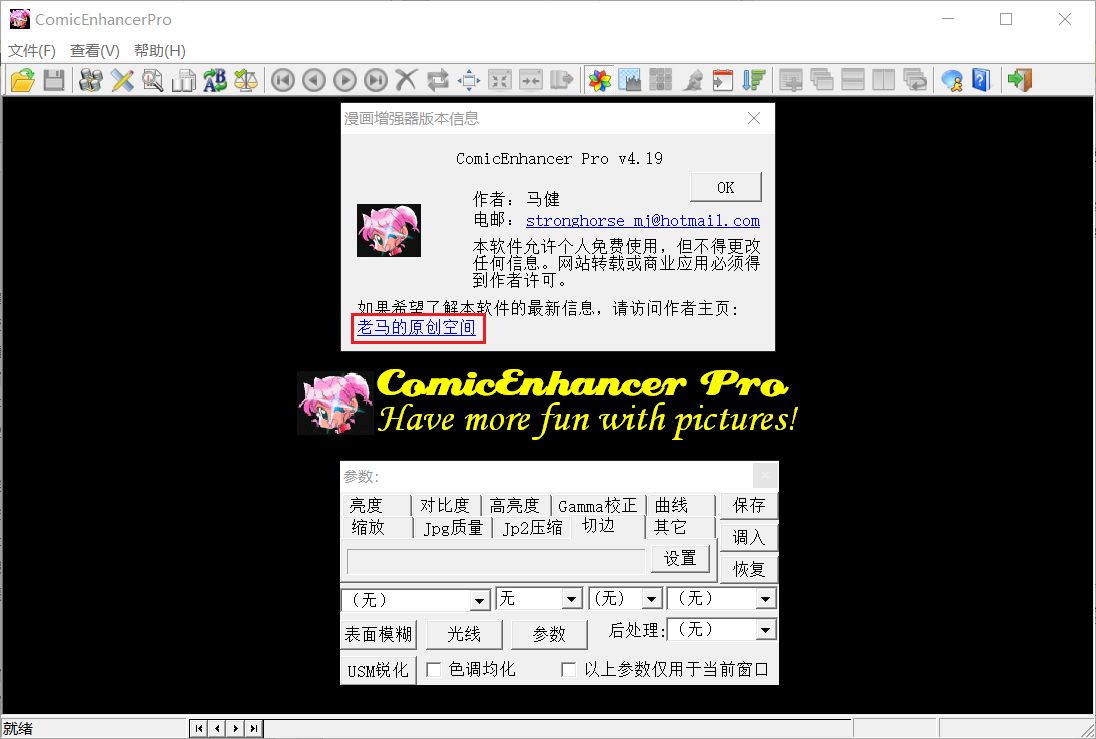 ComicEnhancerPro
文件(F) 查看(V) 帮助(H)
漫画增强器版本信息
ComicEnhancer Pro v4.19
OK
作者： 马健
电邮： stronghorse_mj@hotmail.com
本软件允许个人免费使用，但不得更改
任何信息。网站转载或商业应用必须得
到作者许可。
如果希望了解本软件的最新信息，请访问作者主页：
老马的原创空间
ComicEnhancer Pro
Have more fun with pictures!
参数:
亮度 对比度 高亮度 Gamma校正 曲线 保存
缩放 Jpg质量 Jp2压缩 切边 其它 调入
设置 恢复
（无） 无 (无) （无）
表面模糊 光线 参数 后处理: （无）
USM锐化 色调均化 以上参数仅用于当前窗口
就绪